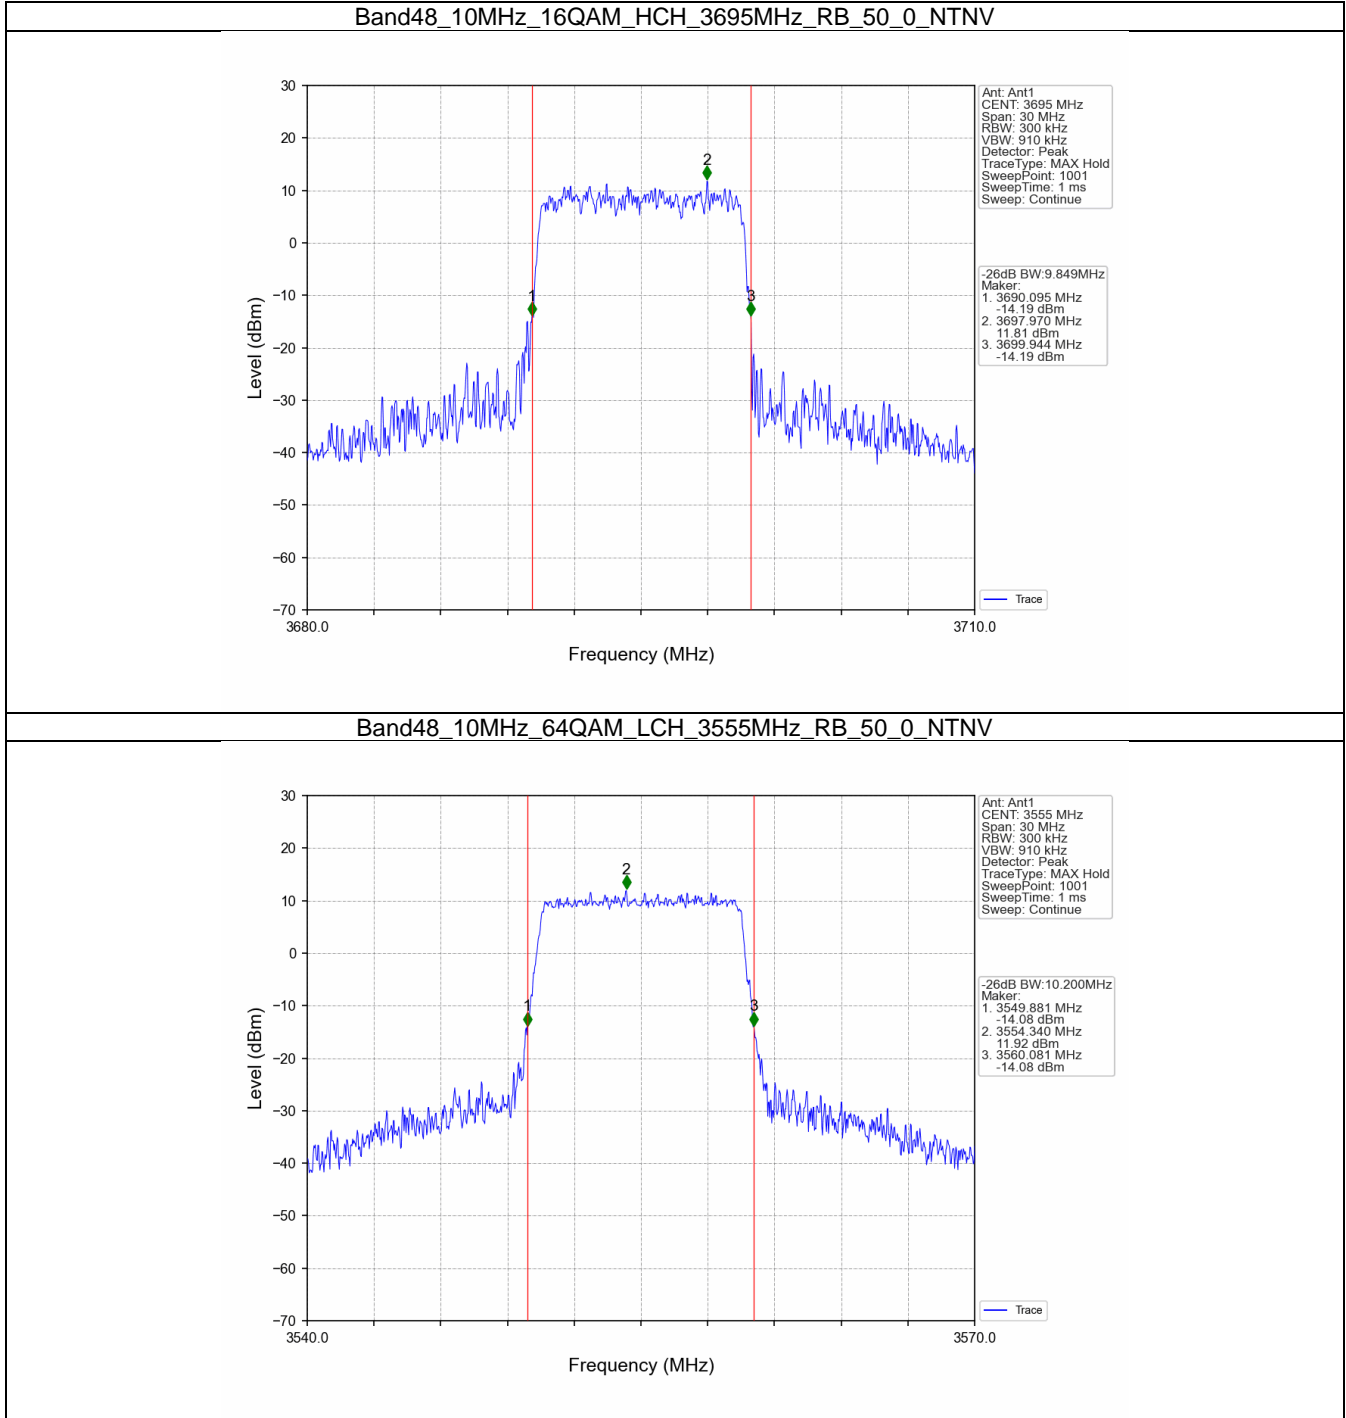 Band48_10MHz_16QAM_HCH_3695MHz_RB_50_0_NTNV
30
20
10
0
−10
−20
−30
−40
−50
−60
−70
Level (dBm)
3680.0
3710.0
Frequency (MHz)
1
2
3
Ant: Ant1
CENT: 3695 MHz
Span: 30 MHz
RBW: 300 kHz
VBW: 910 kHz
Detector: Peak
TraceType: MAX Hold
SweepPoint: 1001
SweepTime: 1 ms
Sweep: Continue
-26dB BW:9.849MHz
Maker:
1. 3690.095 MHz
-14.19 dBm
2. 3697.970 MHz
11.81 dBm
3. 3699.944 MHz
-14.19 dBm
Trace
Band48_10MHz_64QAM_LCH_3555MHz_RB_50_0_NTNV
30
20
10
0
−10
−20
−30
−40
−50
−60
−70
Level (dBm)
3540.0
3570.0
Frequency (MHz)
1
2
3
Ant: Ant1
CENT: 3555 MHz
Span: 30 MHz
RBW: 300 kHz
VBW: 910 kHz
Detector: Peak
TraceType: MAX Hold
SweepPoint: 1001
SweepTime: 1 ms
Sweep: Continue
-26dB BW:10.200MHz
Maker:
1. 3549.881 MHz
-14.08 dBm
2. 3554.340 MHz
11.92 dBm
3. 3560.081 MHz
-14.08 dBm
Trace